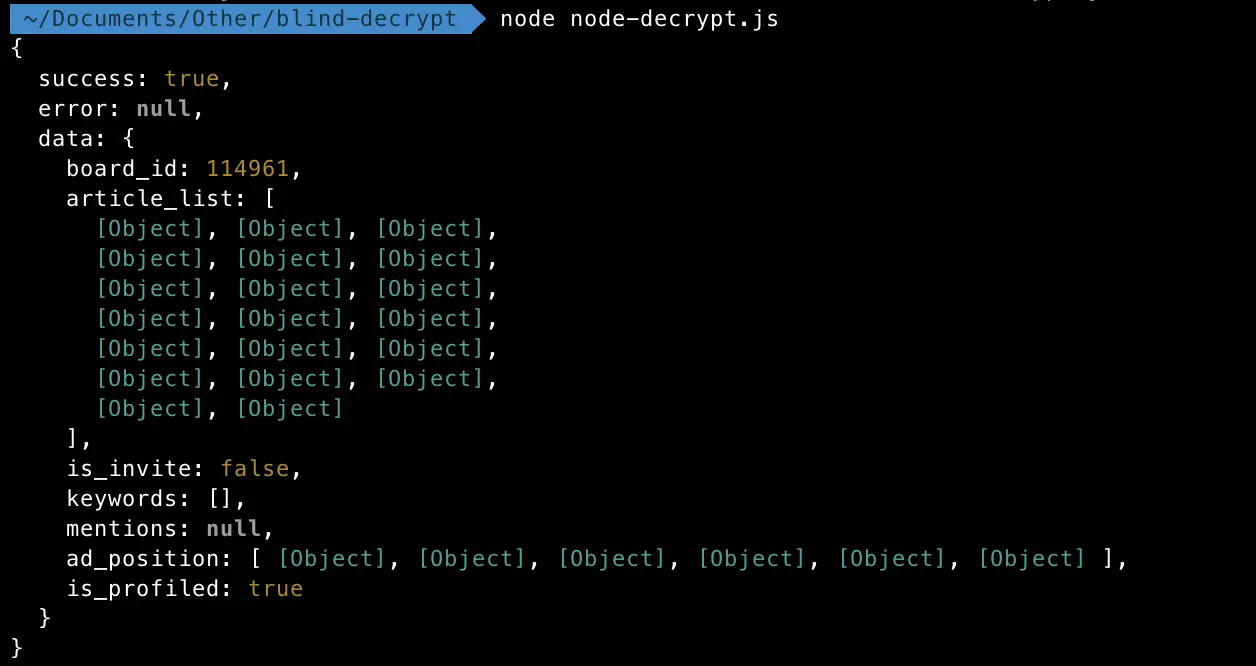 ~/Documents/Other/blind-decrypt node node-decrypt.js
{
  success: true,
  error: null,
  data: {
    board_id: 114961,
    article_list: [
      [Object], [Object], [Object],
      [Object], [Object], [Object],
      [Object], [Object], [Object],
      [Object], [Object], [Object],
      [Object], [Object], [Object],
      [Object], [Object], [Object],
      [Object], [Object]
    ],
    is_invite: false,
    keywords: [],
    mentions: null,
    ad_position: [ [Object], [Object], [Object], [Object], [Object], [Object] ],
    is_profiled: true
  }
}